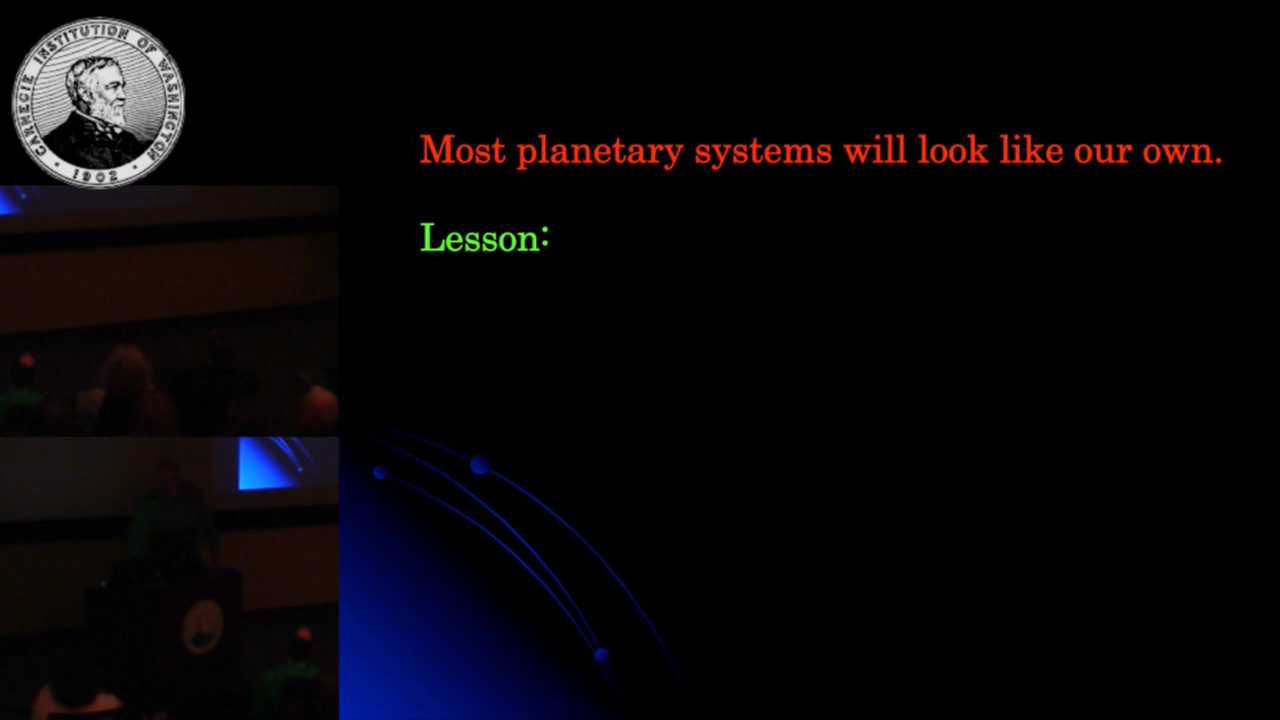 CARNEGIE INSTITUTION OF WASHINGTON
1902
Most planetary systems will look like our own.
Lesson: